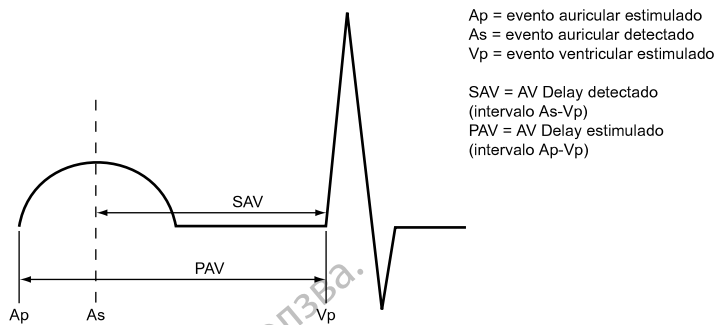 Ap = evento auricular estimulado
As = evento auricular detectado
Vp = evento ventricular estimulado
SAV = AV Delay detectado
(intervalo As-Vp)
PAV = AV Delay estimulado
(intervalo Ap-Vp)
SAV
PAV
Ap As Vp